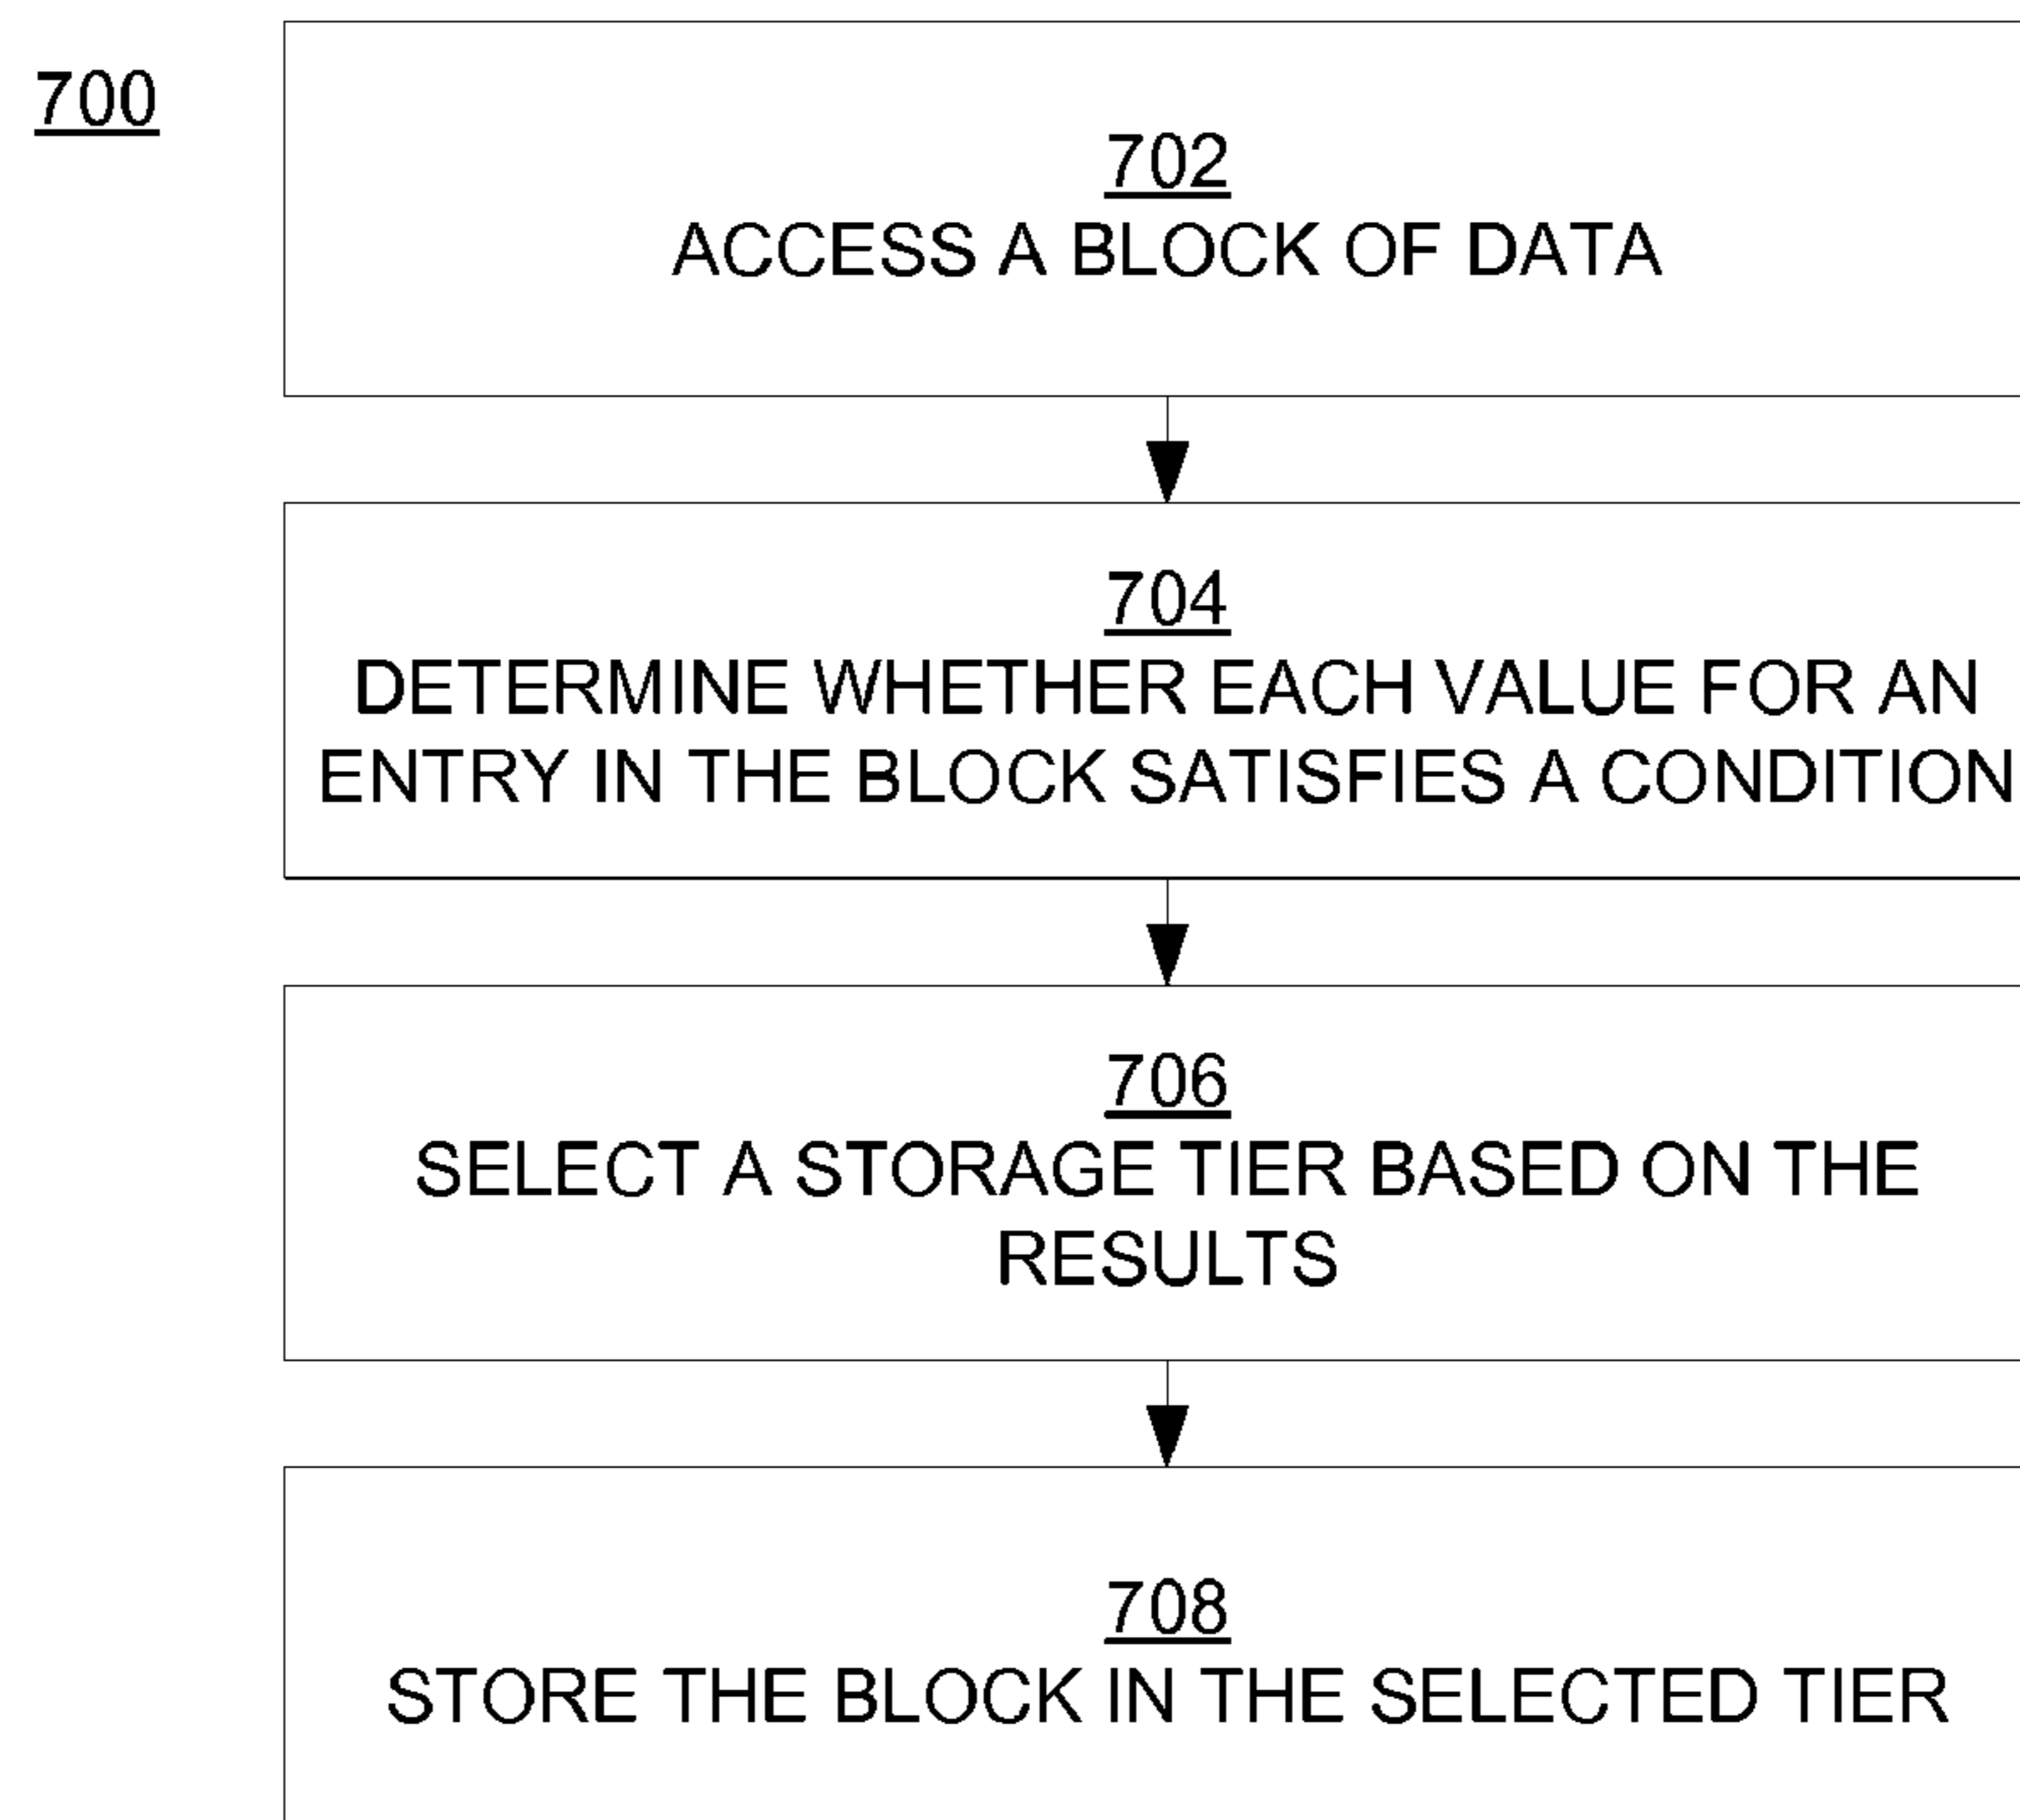 700
702
ACCESS A BLOCK OF DATA
704
DETERMINE WHETHER EACH VALUE FOR AN
ENTRY IN THE BLOCK SATISFIES A CONDITION
706
SELECT A STORAGE TIER BASED ON THE
RESULTS
708
STORE THE BLOCK IN THE SELECTED TIER